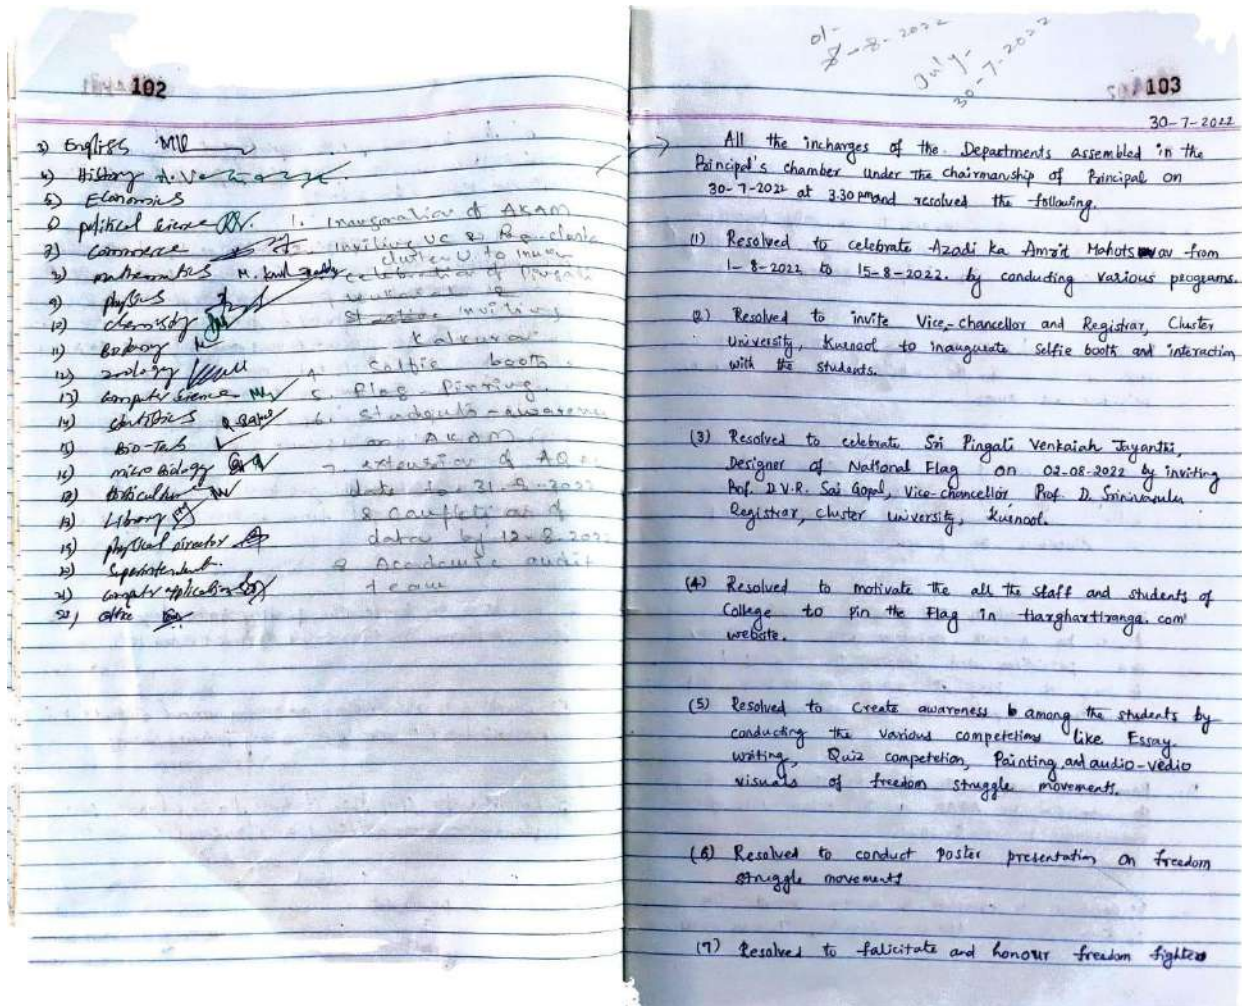 102
3) English
4) History
5) Economics
6) political science
7) Commerce
8) mathematics
9) physics
10) chemistry
11) Botany
12) zoology
13) computer science
14) statistics
15) Bio-Tech
16) micro Biology
17)
18) Library
19) physical director
20) Superintendent.
21) computer application
22) office
1. Inauguration of AKAM
inviting VC &
cluster U. to
celebration of Pingali
inviting
Kalkura
4. Selfie booth
5. Flag Pinning
6. students-awareness
on AKAM
7. extension of
date to 31-
& completion of
data by 12-8-2022
8 Academic audit
team
01-
8-8-2022
July-
30-7-2022
103
30-7-2022
All the incharges of the Departments assembled in the
Principal's chamber under the chairmanship of Principal on
30-7-2022 at 3.30 pm and resolved the following.
(1) Resolved to celebrate Azadi ka Amrit Mahotsav from
1-8-2022 to 15-8-2022. by conducting various programs.
(2) Resolved to invite Vice-Chancellor and Registrar, Cluster
University, Kurnool to inaugurate selfie booth and interaction
with the students.
(3) Resolved to celebrate Sri Pingali Venkaiah Jayanthi,
Designer of National Flag on 02-08-2022 by inviting
Prof. D.V.R. Sai Gopal, Vice-chancellor Prof. D. Srinivasulu
Registrar, cluster university, Kurnool.
(4) Resolved to motivate the all the staff and students of
College to Pin the Flag in Harghartiranga. com'
website.
(5) Resolved to Create awareness among the students by
conducting the various competetions like Essay
writing, Quiz competetion, Painting and audio-vedio
visuals of freedom struggle movements.
(6) Resolved to conduct Poster presentation on freedom
struggle movements
(7) Resolved to falicitate and honour freedom fighters